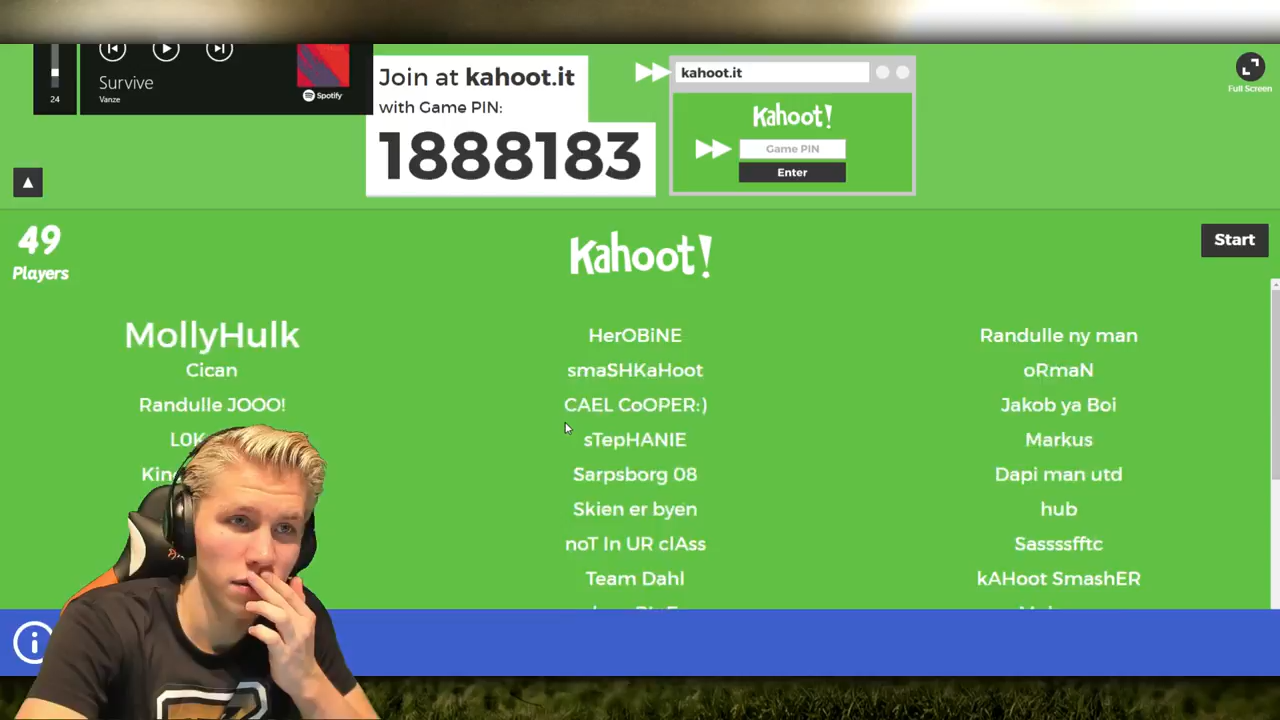 Survive
Vanze
24
Spotify
Join at kahoot.it
with Game PIN:
1888183
kahoot.it
Kahoot!
Game PIN
Enter
Full Screen
49
Players
Kahoot!
Start
MollyHulk
HerOBiNE
Randulle ny man
Cican
smaSHKaHoot
oRmaN
Randulle JOOO!
CAEL CoOPER:)
Jakob ya Boi
sTepHANIE
Markus
Sarpsborg 08
Dapi man utd
Skien er byen
hub
noT In UR clAss
Sassssfftc
Team Dahl
kAHoot SmashER